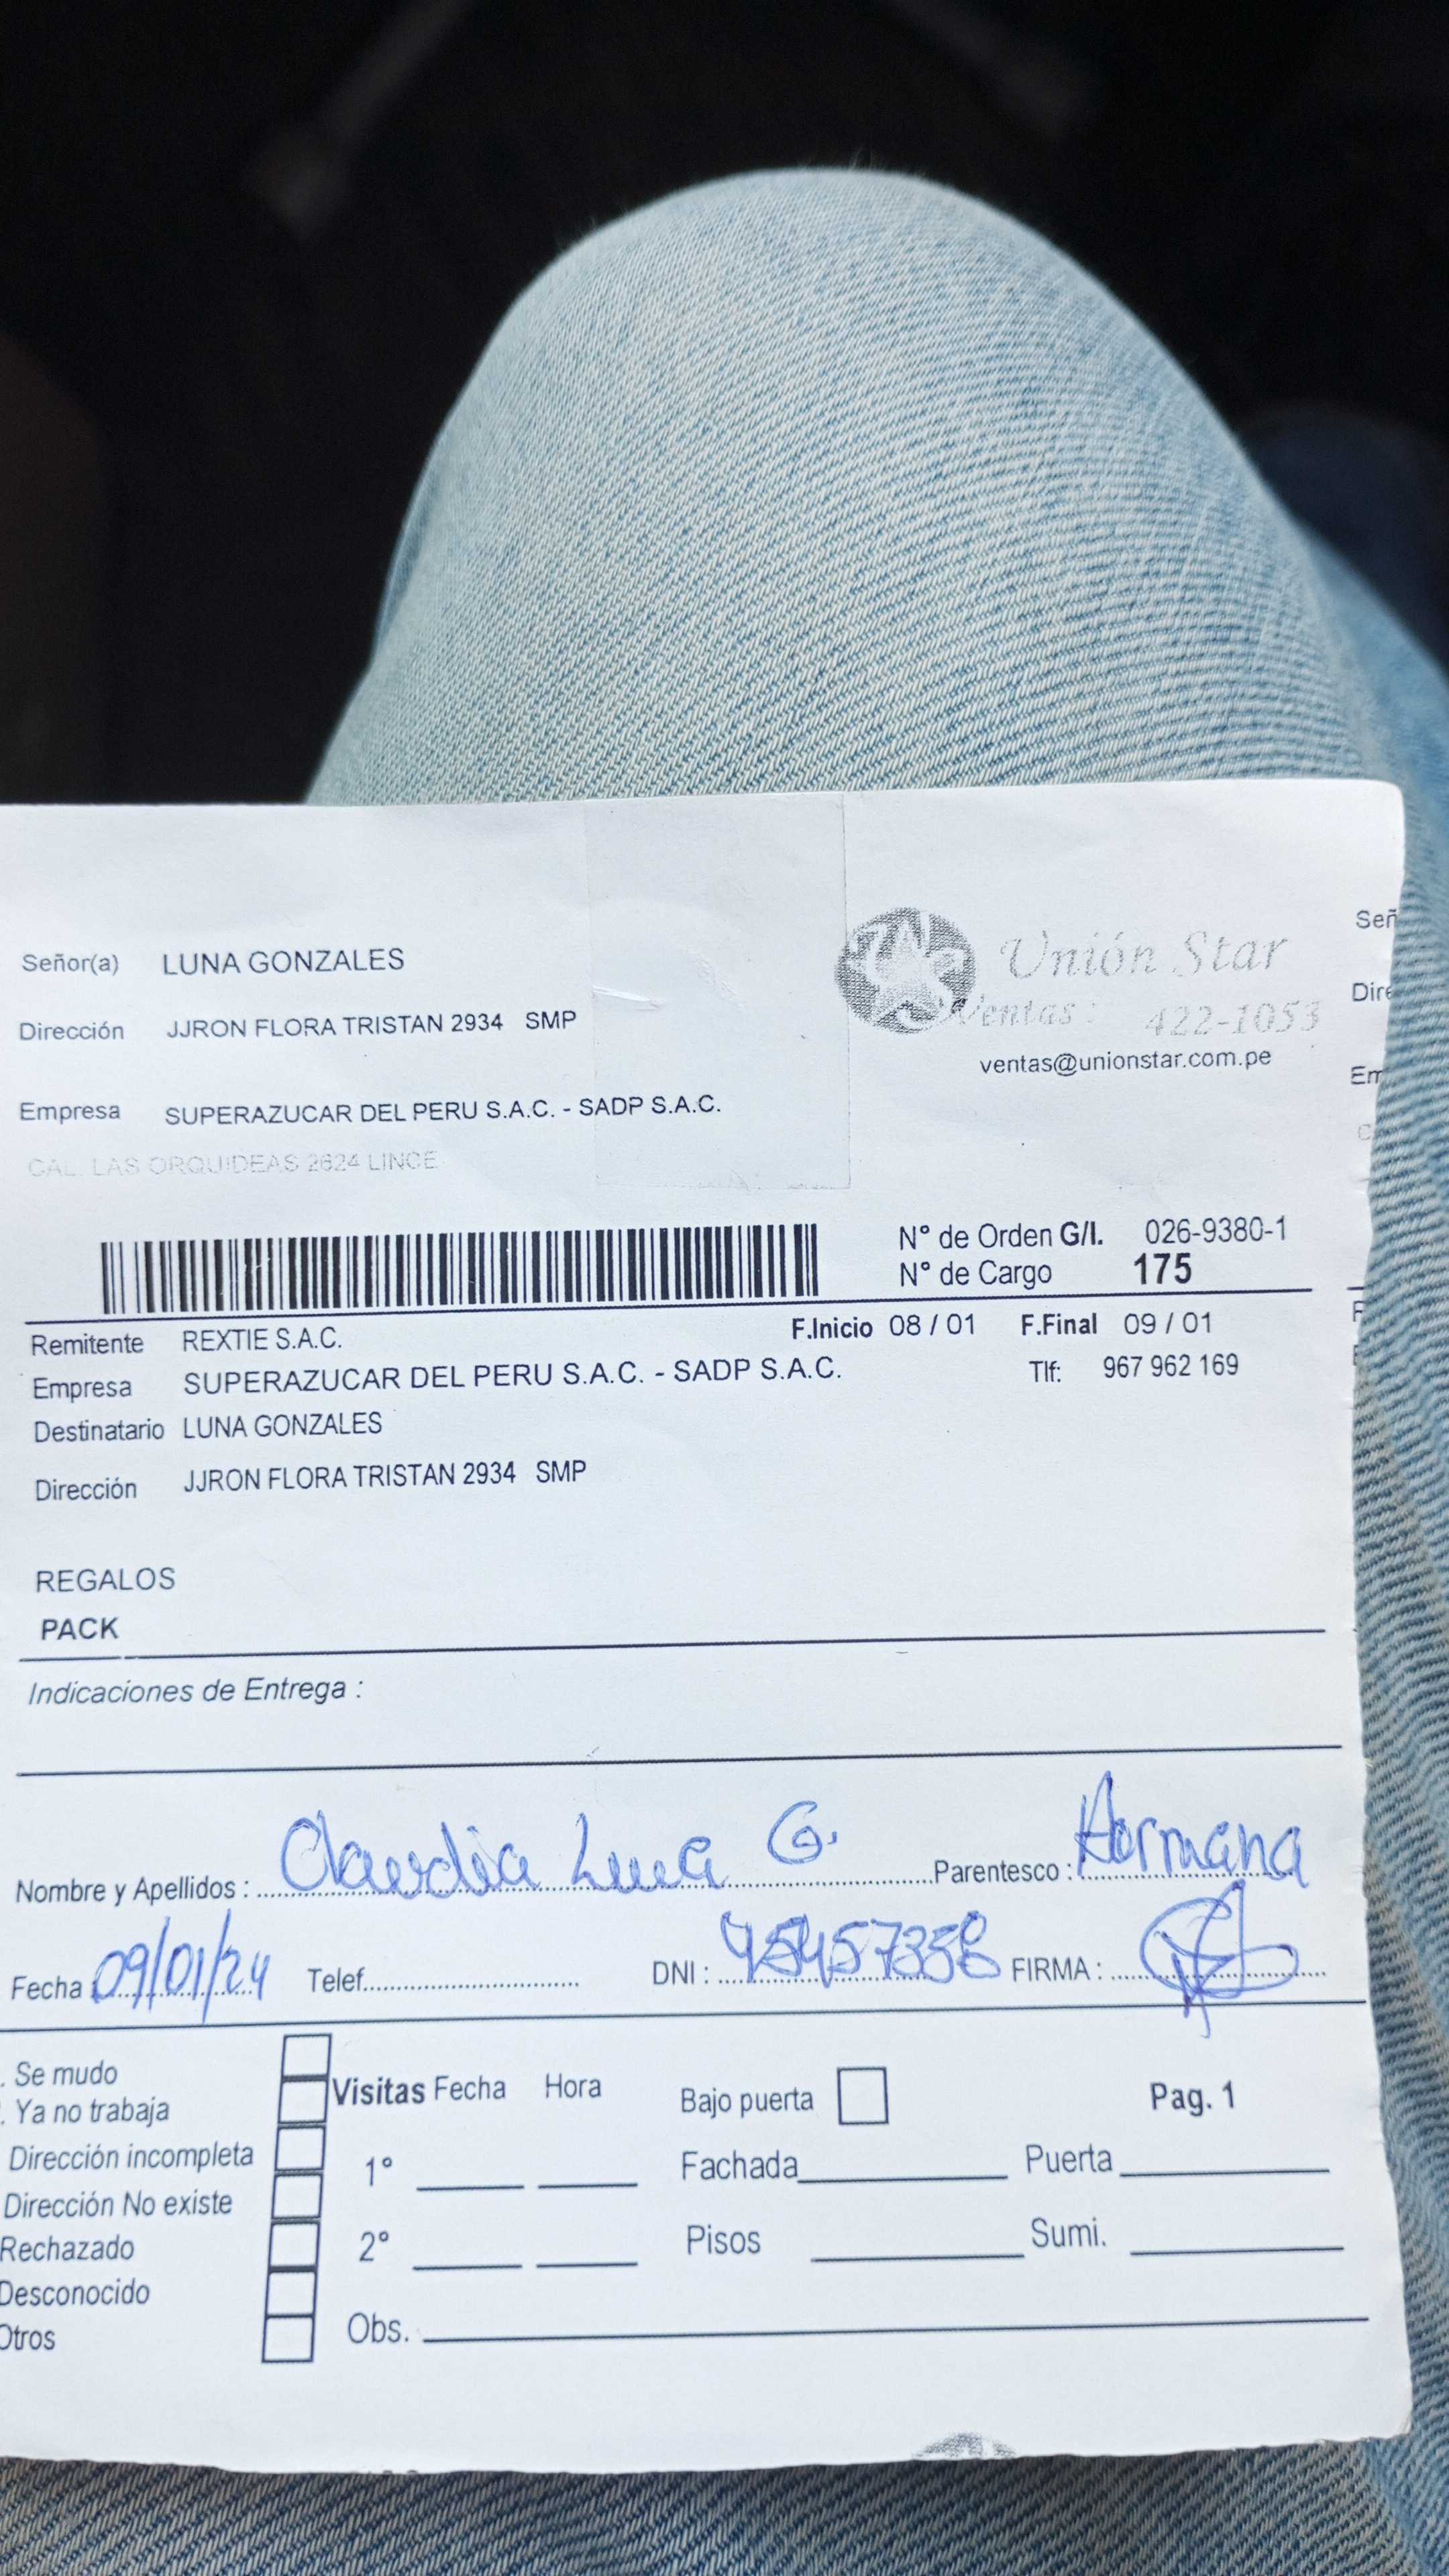 Señor(a) LUNA GONZALES
Unión Star
Dirección JJRON FLORA TRISTAN 2934 SMP
Ventas: 422-1053
ventas@unionstar.com.pe
Empresa SUPERAZUCAR DEL PERU S.A.C. - SADP S.A.C.
CAL. LAS ORQUIDEAS 2624 LINCE
N° de Orden G/I. 026-9380-1
N° de Cargo 175
Remitente REXTIE S.A.C. F.Inicio 08 / 01 F.Final 09 / 01
Empresa SUPERAZUCAR DEL PERU S.A.C. - SADP S.A.C. Tlf: 967 962 169
Destinatario LUNA GONZALES
Dirección JJRON FLORA TRISTAN 2934 SMP
REGALOS
PACK
Indicaciones de Entrega :
Nombre y Apellidos : Claudia Luna G. Parentesco : Hermana
Fecha 09/01/24 Telef. DNI : FIRMA :
Se mudo
Visitas Fecha Hora Bajo puerta Pag. 1
Ya no trabaja
Dirección incompleta
1° Fachada Puerta
Dirección No existe
Rechazado
2° Pisos Sumi.
Desconocido
Otros
Obs.
Señ
Dire
Em